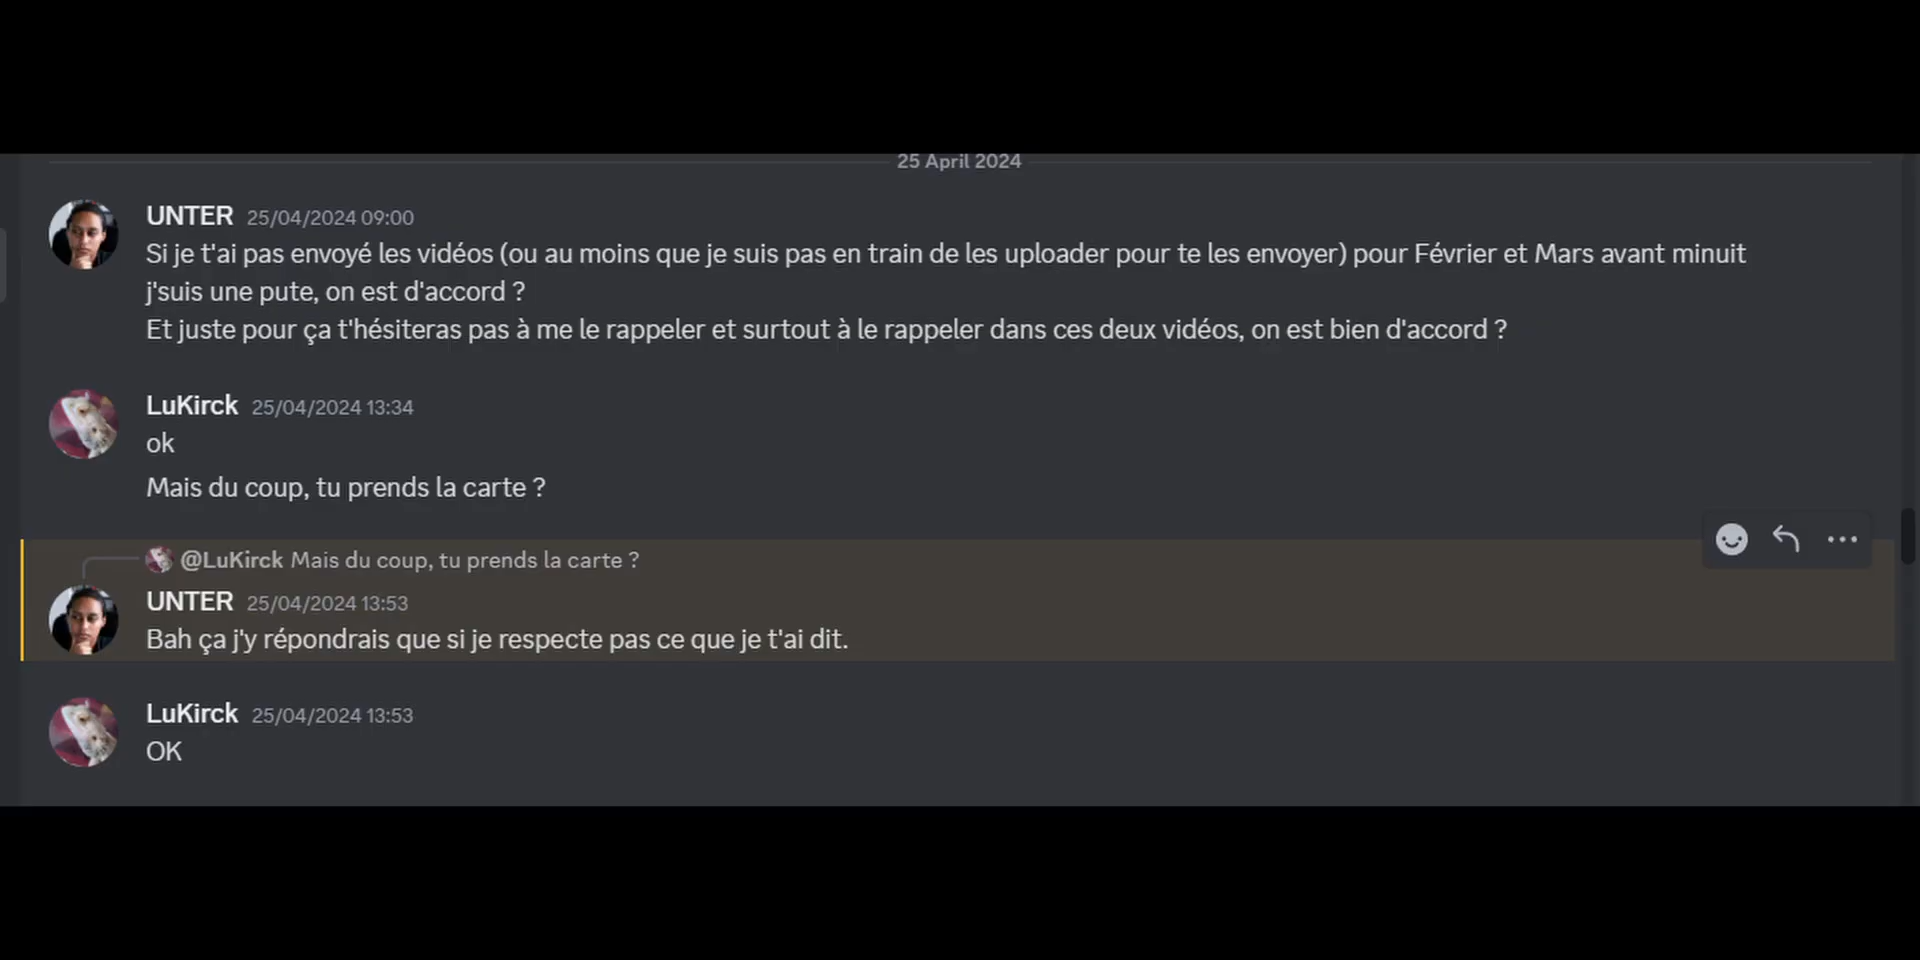 25 April 2024
UNTER 25/04/2024 09:00
Si je t'ai pas envoyé les vidéos (ou au moins que je suis pas en train de les uploader pour te les envoyer) pour Février et Mars avant minuit
j'suis une pute, on est d'accord ?
Et juste pour ça t'hésiteras pas à me le rappeler et surtout à le rappeler dans ces deux vidéos, on est bien d'accord ?
LuKirck 25/04/2024 13:34
ok
Mais du coup, tu prends la carte ?
@LuKirck Mais du coup, tu prends la carte ?
UNTER 25/04/2024 13:53
Bah ça j'y répondrais que si je respecte pas ce que je t'ai dit.
LuKirck 25/04/2024 13:53
OK